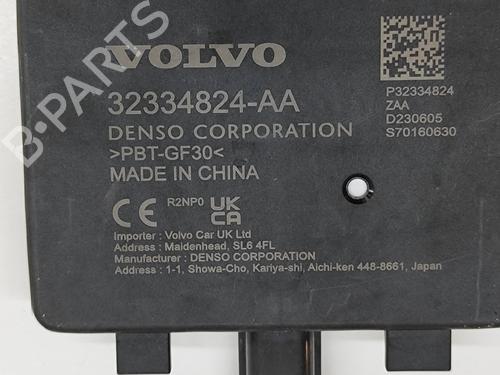 B-PARTS
VOLVO
32334824-AA
DENSO CORPORATION
>PBT-GF30<
MADE IN CHINA
P32334824
ZAA
D230605
S70160630
CE R2NP0 UK CA
Importer : Volvo Car UK Ltd
Address : Maidenhead, SL6 4FL
Manufacturer : DENSO CORPORATION
Address : 1-1, Showa-Cho, Kariya-shi, Aichi-ken 448-8661, Japan